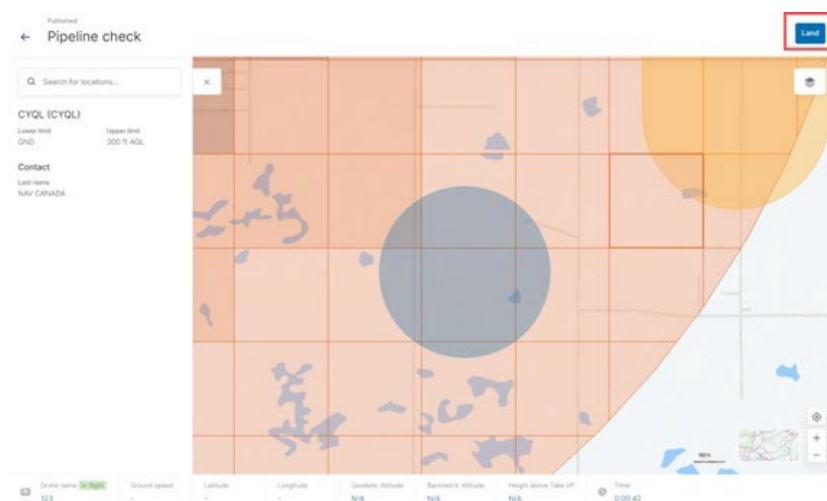 Published
Pipeline check
Land
Search for locations...
CYQL (CYQL)
Lower limit
Upper limit
GND
300 ft AGL
Contact
Last name
NAV CANADA
Drone name In flight
123
Ground speed
-
Latitude
-
Longitude
-
Geodetic Altitude
N/A
Barometric Altitude
N/A
Height above Take off
N/A
Timer
0:00:42